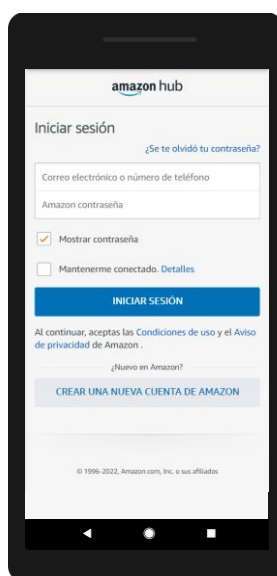 amazon hub
Iniciar sesión
¿Se te olvidó tu contraseña?
Correo electrónico o número de teléfono
Amazon contraseña
Mostrar contraseña
Mantenerme conectado. Detalles
INICIAR SESIÓN
Al continuar, aceptas las Condiciones de uso y el Aviso
de privacidad de Amazon .
¿Nuevo en Amazon?
CREAR UNA NUEVA CUENTA DE AMAZON
© 1996-2022, Amazon.com, Inc. o sus afiliados